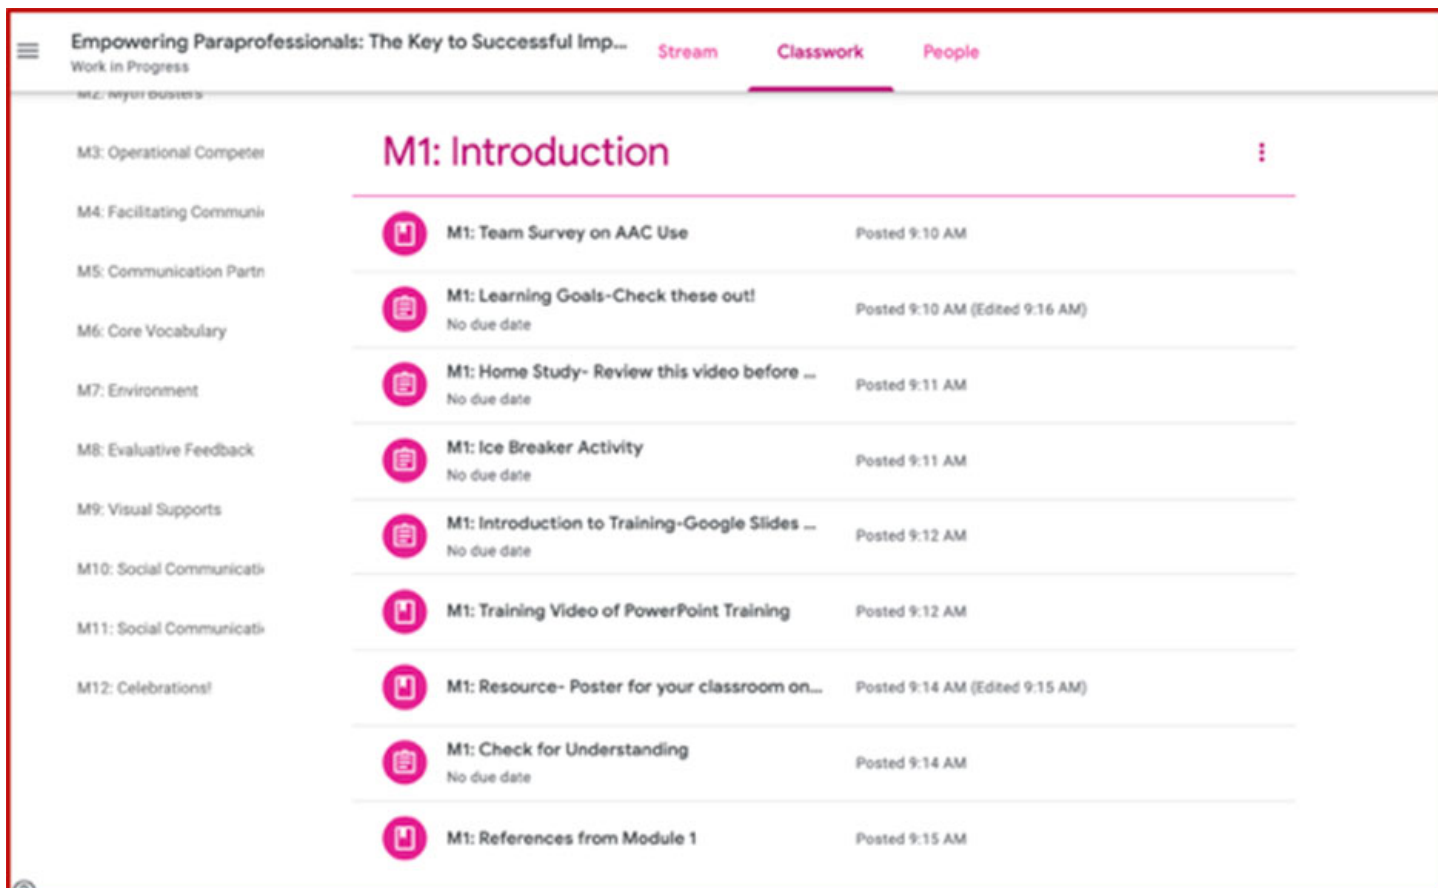 Empowering Paraprofessionals: The Key to Successful Imp...
Work in Progress
Stream
Classwork
People
M2: Myth Busters
M3: Operational Competer
M4: Facilitating Communi
M5: Communication Partn
M6: Core Vocabulary
M7: Environment
M8: Evaluative Feedback
M9: Visual Supports
M10: Social Communicati
M11: Social Communicati
M12: Celebrations!
M1: Introduction
M1: Team Survey on AAC Use
Posted 9:10 AM
M1: Learning Goals-Check these out!
No due date
Posted 9:10 AM (Edited 9:16 AM)
M1: Home Study- Review this video before ...
No due date
Posted 9:11 AM
M1: Ice Breaker Activity
No due date
Posted 9:11 AM
M1: Introduction to Training-Google Slides ...
No due date
Posted 9:12 AM
M1: Training Video of PowerPoint Training
Posted 9:12 AM
M1: Resource- Poster for your classroom on...
Posted 9:14 AM (Edited 9:15 AM)
M1: Check for Understanding
No due date
Posted 9:14 AM
M1: References from Module 1
Posted 9:15 AM